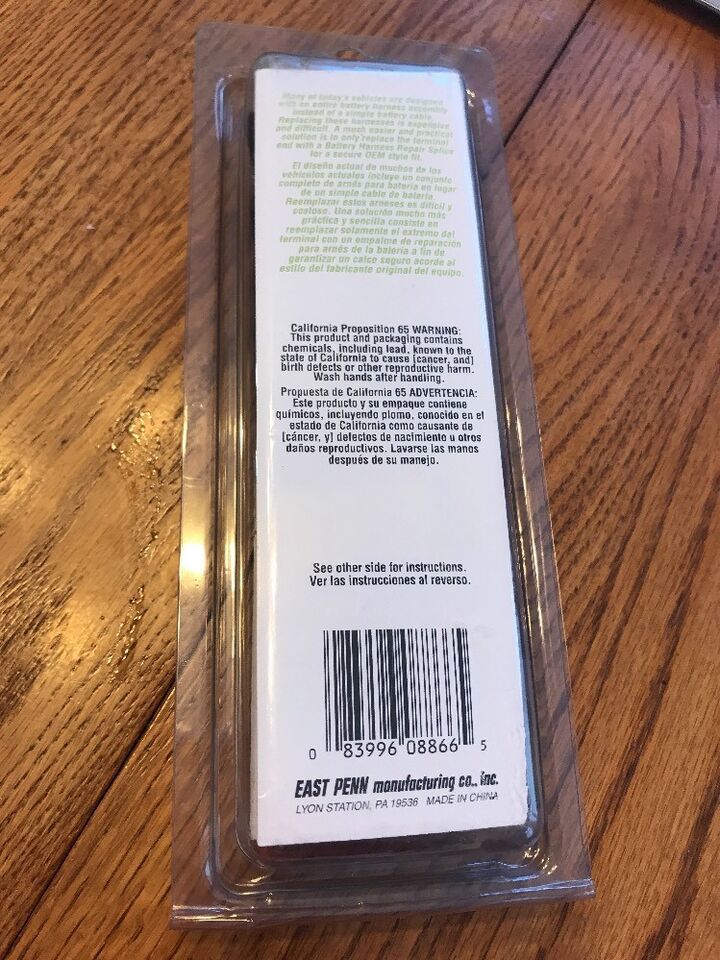 Many of today's vehicles are designed
with an entire battery harness assembly
instead of a simple battery cable.
Replacing these harnesses is expensive
and difficult. A much easier and practical
solution is to only replace the terminal
end with a Battery Harness Repair Splice
for a secure OEM style fit.
El diseño actual de muchos de los
vehículos actuales incluye un conjunto
completo de arnés para batería en lugar
de un simple cable de batería.
Reemplazar estos arneses es difícil y
costoso. Una solución mucho más
práctica y sencilla consiste en
reemplazar solamente el extremo del
terminal con un empalme de reparación
para arnés de la batería a fin de
garantizar un calce seguro acorde al
estilo del fabricante original del equipo.
California Proposition 65 WARNING:
This product and packaging contains
chemicals, including lead, known to the
state of California to cause [cancer, and]
birth defects or other reproductive harm.
Wash hands after handling.
Propuesta de California 65 ADVERTENCIA:
Este producto y su empaque contiene
químicos, incluyendo plomo, conocido en el
estado de California como causante de
[cáncer, y] defectos de nacimiento u otros
daños reproductivos. Lavarse las manos
después de su manejo.
See other side for instructions.
Ver las instrucciones al reverso.
0 83996 08866 5
EAST PENN manufacturing co., inc.
LYON STATION, PA 19536 MADE IN CHINA